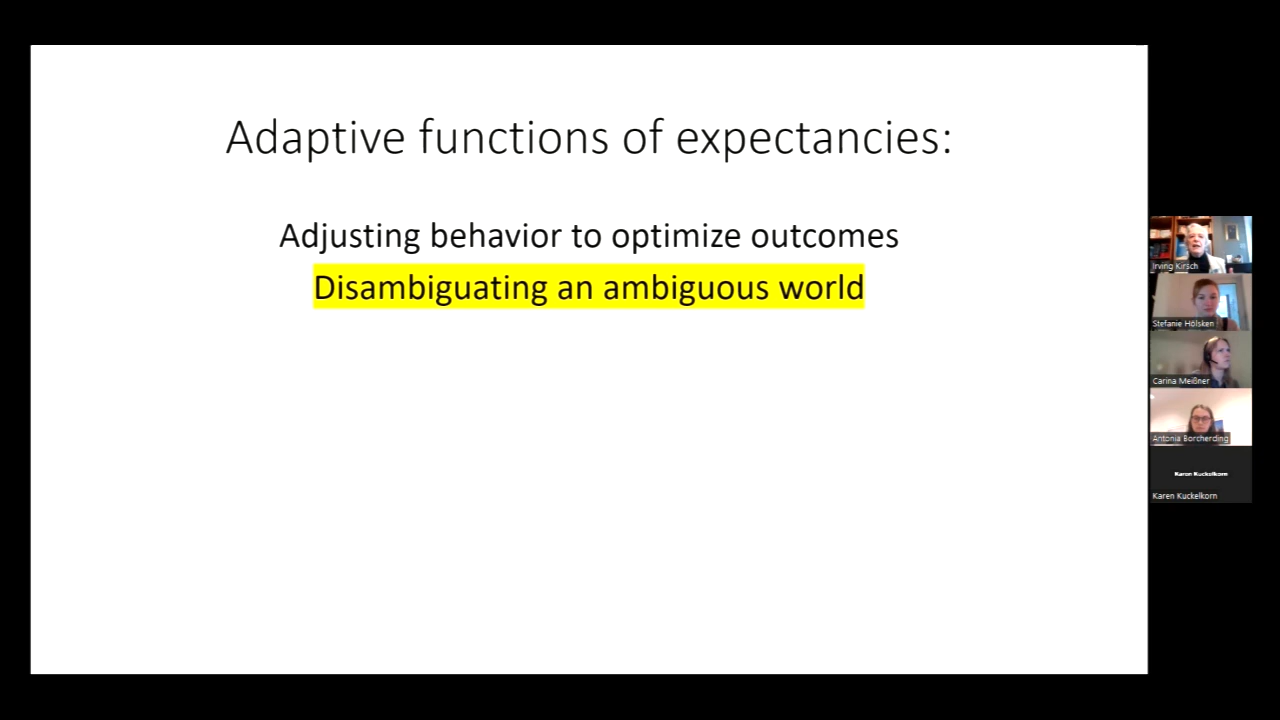 Adaptive functions of expectancies:
Adjusting behavior to optimize outcomes
Disambiguating an ambiguous world
Irving Kirsch
Stefanie Hölsken
Carina Meißner
Antonia Borcherding
Karen Kuckelkorn
Karen Kuckelkorn